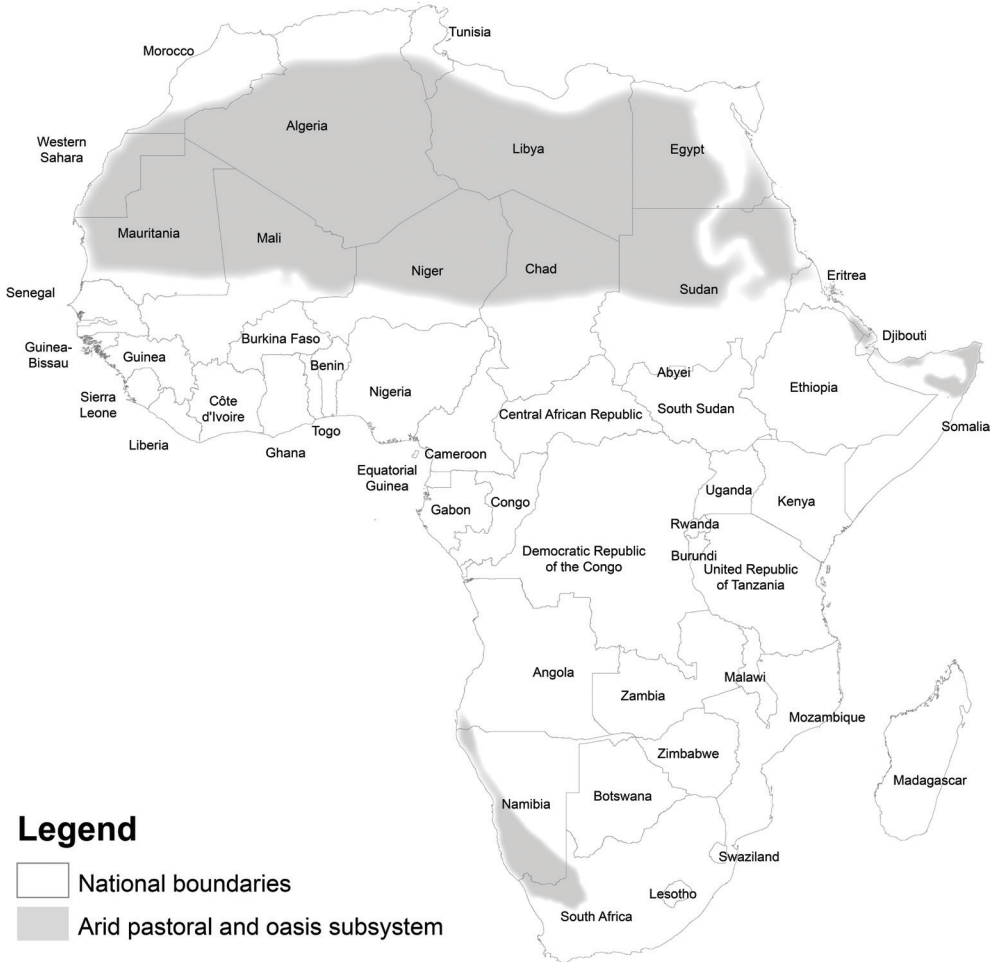 Tunisia
Morocco
Algeria
Western
Sahara
Libya
Egypt
Mauritania
Mali
Niger
Chad
Sudan
Eritrea
Senegal
Djibouti
Guinea-
Bissau
Guinea
Burkina Faso
Benin
Abyei
Ethiopia
Nigeria
Sierra
Leone
Côte
d'Ivoire
Central African Republic
South Sudan
Somalia
Togo
Liberia
Ghana
Cameroon
Equatorial
Guinea
Uganda
Kenya
Gabon
Congo
Rwanda
Democratic Republic
of the Congo
Burundi
United Republic
of Tanzania
Angola
Malawi
Zambia
Mozambique
Zimbabwe
Madagascar
Botswana
Namibia
Swaziland
Lesotho
South Africa
Legend
National boundaries
Arid pastoral and oasis subsystem